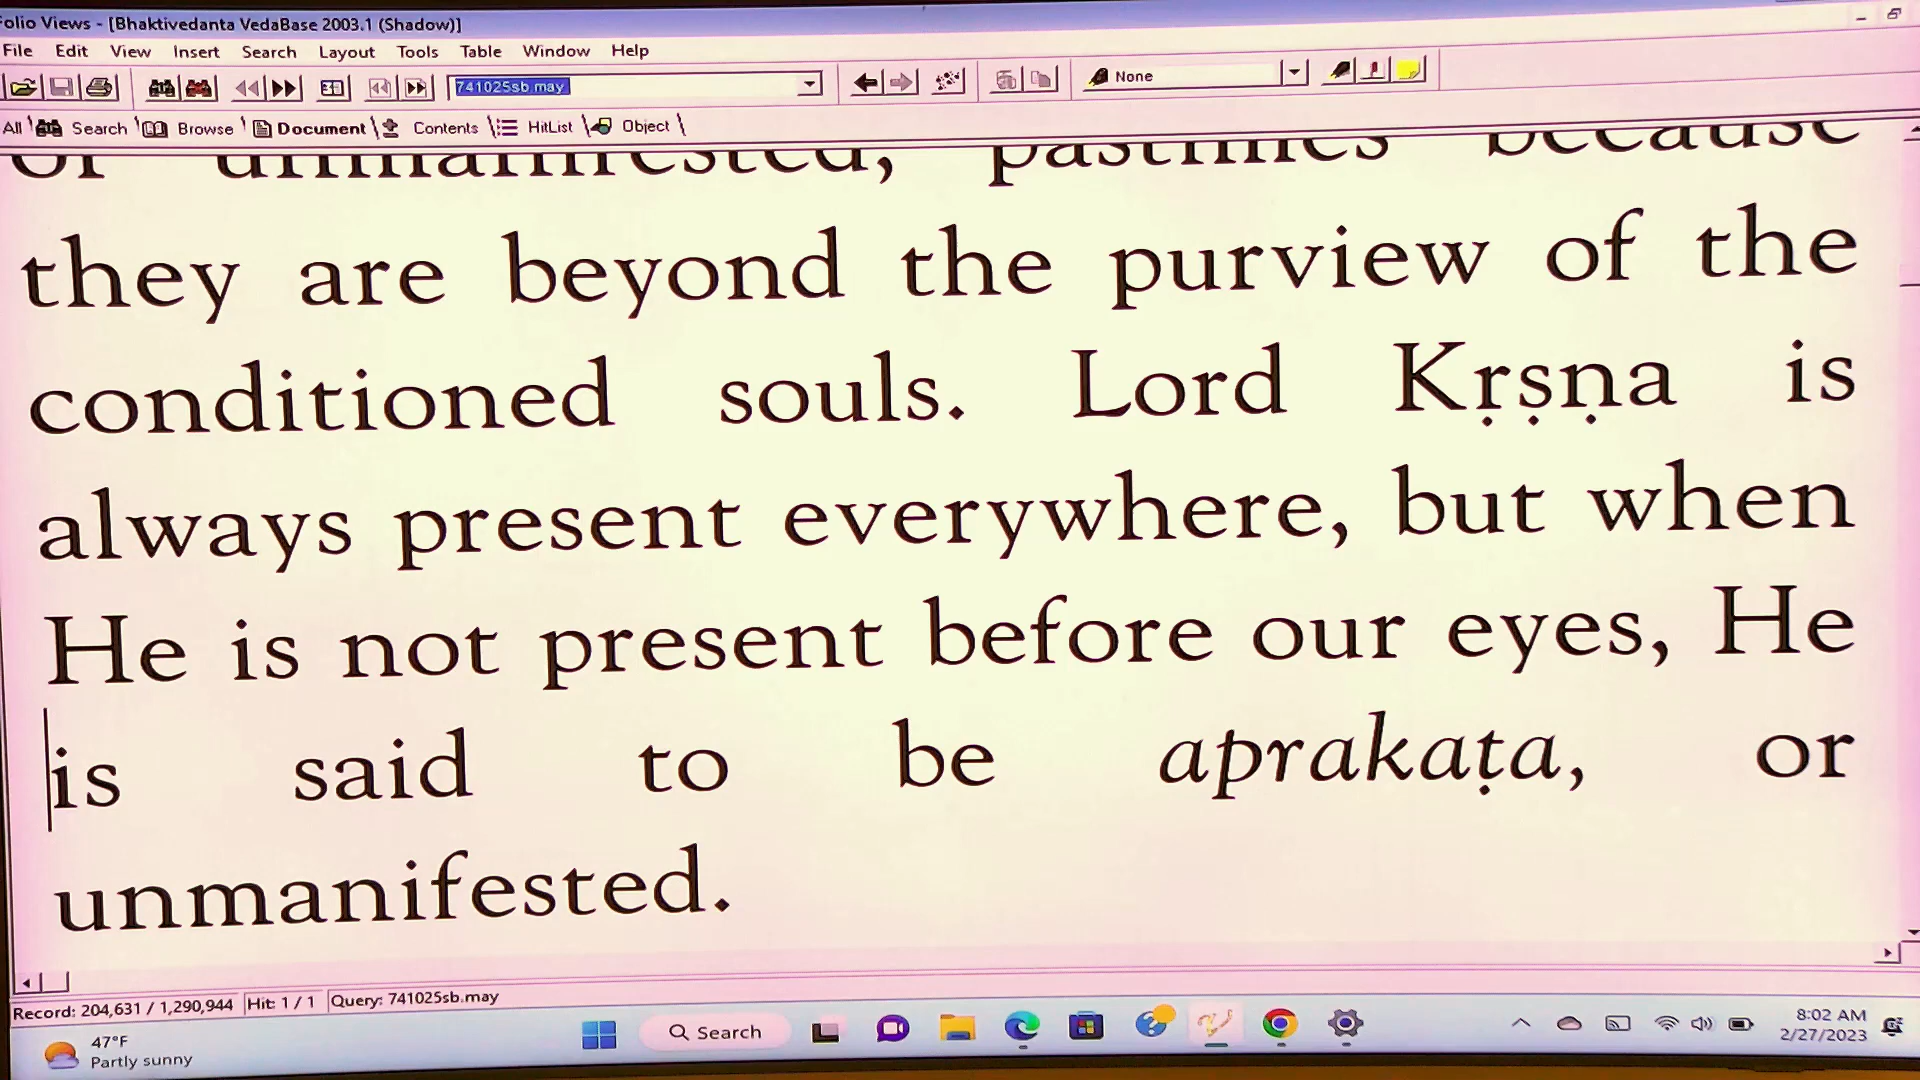 Folio Views - [Bhaktivedanta VedaBase 2003.1 (Shadow)]
File Edit View Insert Search Layout Tools Table Window Help
741025sb may
None
All Search Browse Document Contents HitList Object
or unmanifested, pastimes because
they are beyond the purview of the
conditioned souls. Lord Kṛṣṇa is
always present everywhere, but when
He is not present before our eyes, He
is said to be aprakaṭa, or
unmanifested.
Record: 204,631 / 1,290,944 Hit: 1 / 1 Query: 741025sb.may
47°F
Partly sunny
Search
8:02 AM
2/27/2023